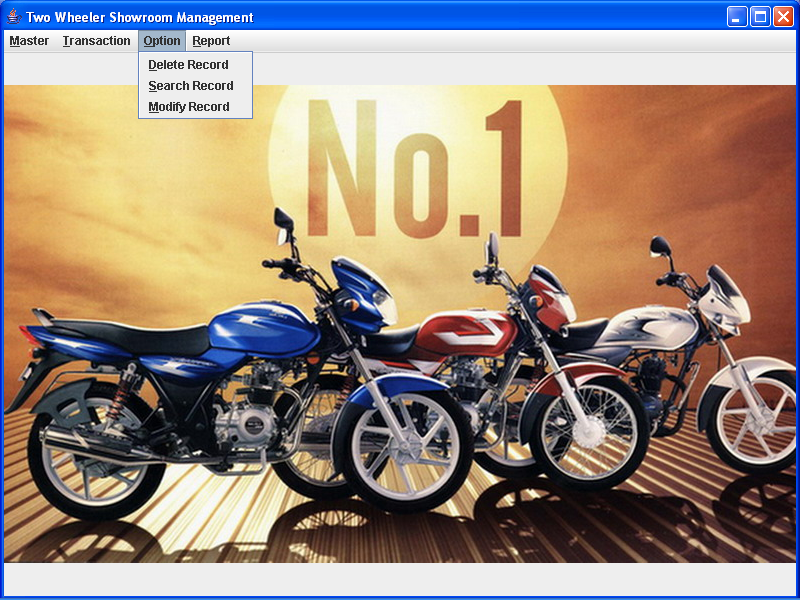 Two Wheeler Showroom Management
Master Transaction Option Report
Delete Record
Search Record
Modify Record
No.1